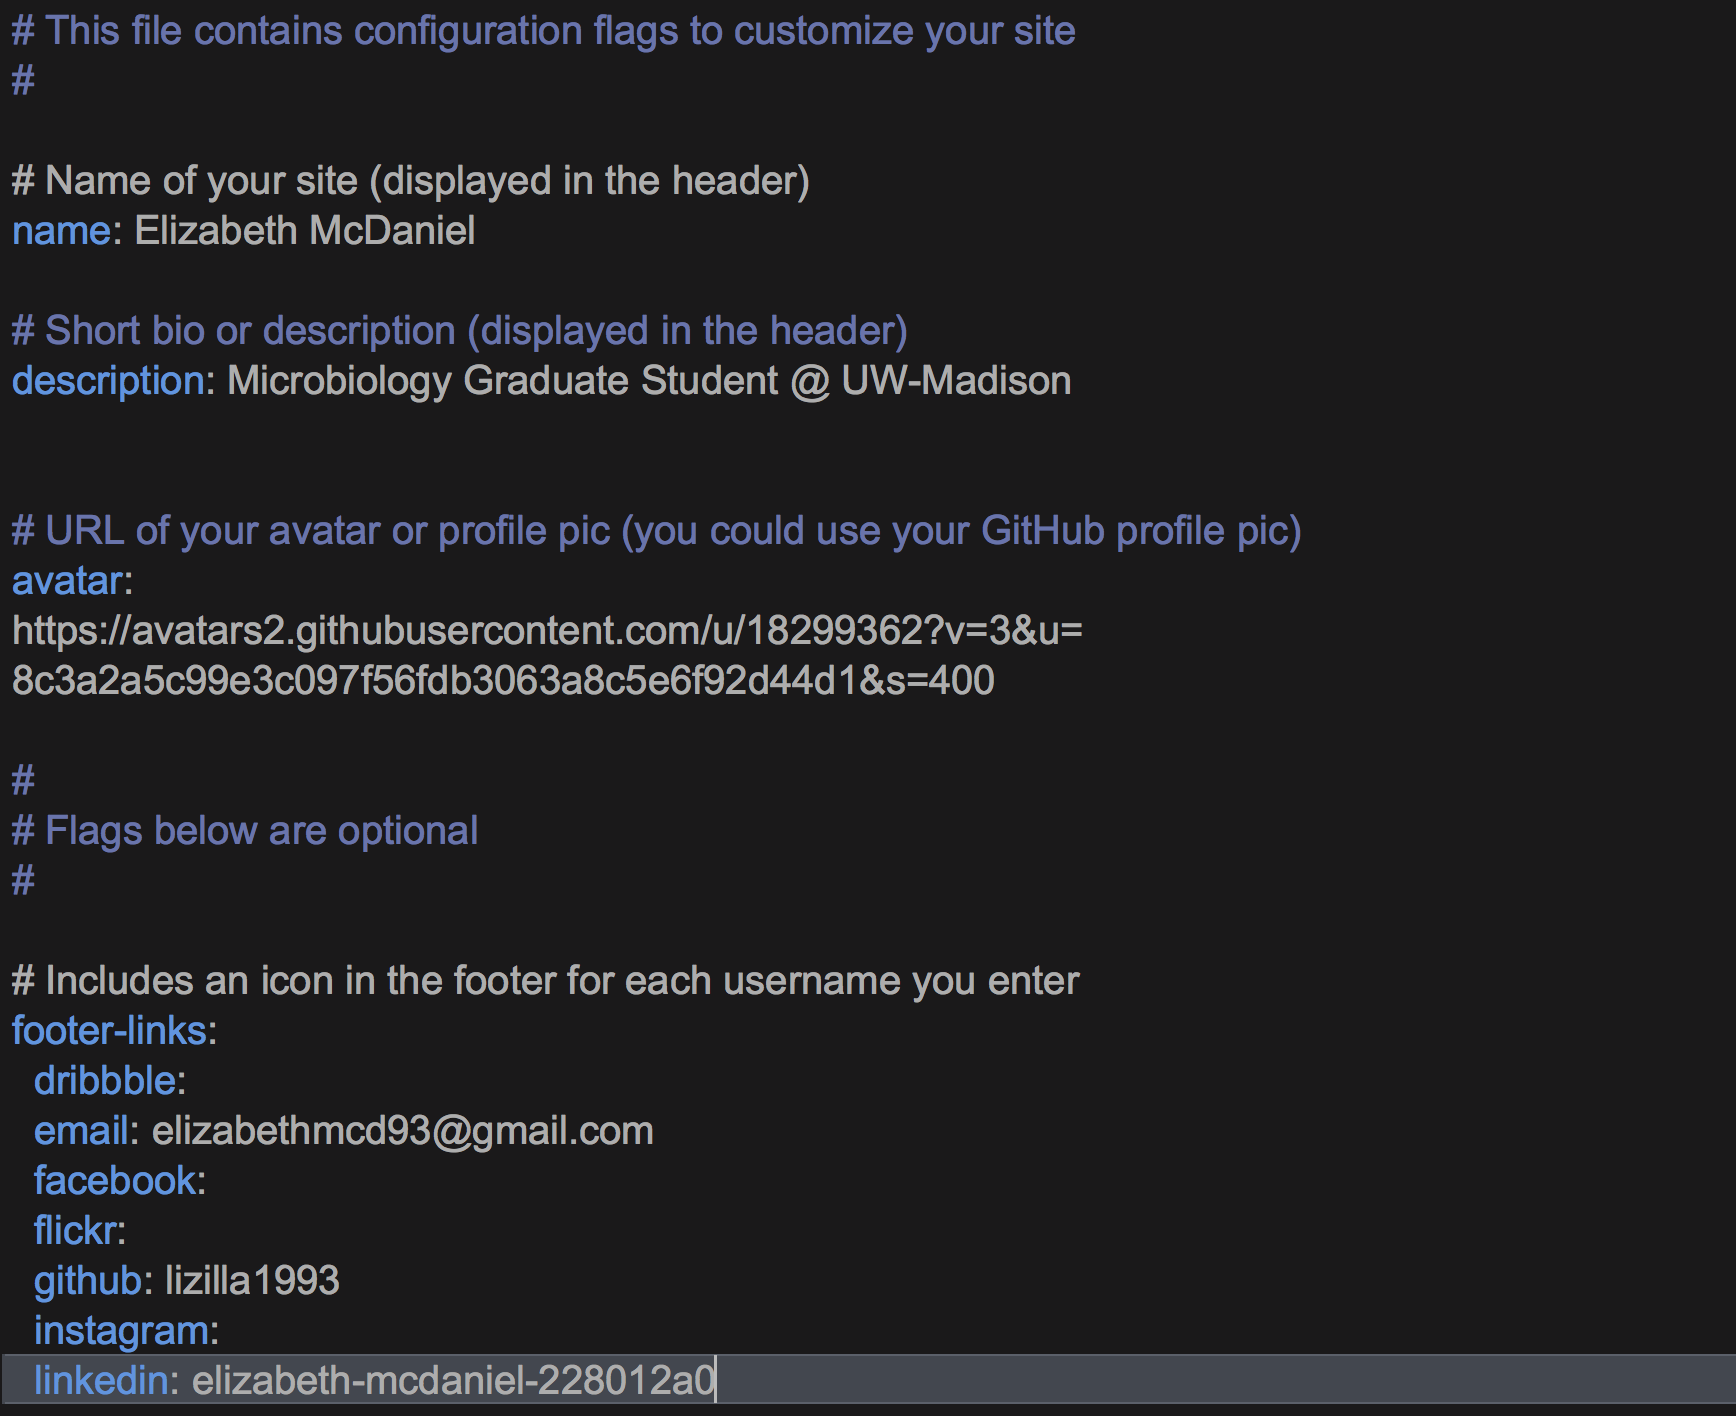 # This file contains configuration flags to customize your site
#
# Name of your site (displayed in the header)
name: Elizabeth McDaniel
# Short bio or description (displayed in the header)
description: Microbiology Graduate Student @ UW-Madison
# URL of your avatar or profile pic (you could use your GitHub profile pic)
avatar:
https://avatars2.githubusercontent.com/u/18299362?v=3&u=
8c3a2a5c99e3c097f56fdb3063a8c5e6f92d44d1&s=400
#
# Flags below are optional
#
# Includes an icon in the footer for each username you enter
footer-links:
  dribbble:
  email: elizabethmcd93@gmail.com
  facebook:
  flickr:
  github: lizilla1993
  instagram:
  linkedin: elizabeth-mcdaniel-228012a0